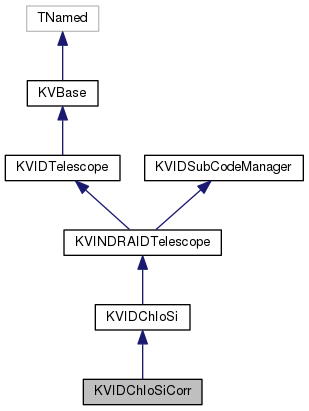 TNamed
KVBase
KVIDTelescope
KVIDSubCodeManager
KVINDRAIDTelescope
KVIDChIoSi
KVIDChIoSiCorr